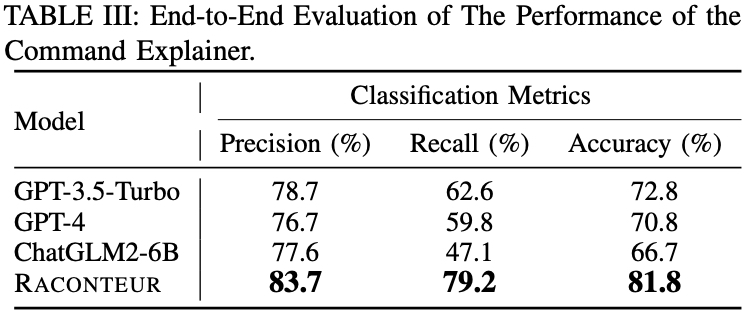 TABLE III: End-to-End Evaluation of The Performance of the
Command Explainer.
Model
Classification Metrics
Precision (%) Recall (%) Accuracy (%)
GPT-3.5-Turbo 78.7 62.6 72.8
GPT-4 76.7 59.8 70.8
ChatGLM2-6B 77.6 47.1 66.7
RACONTEUR 83.7 79.2 81.8